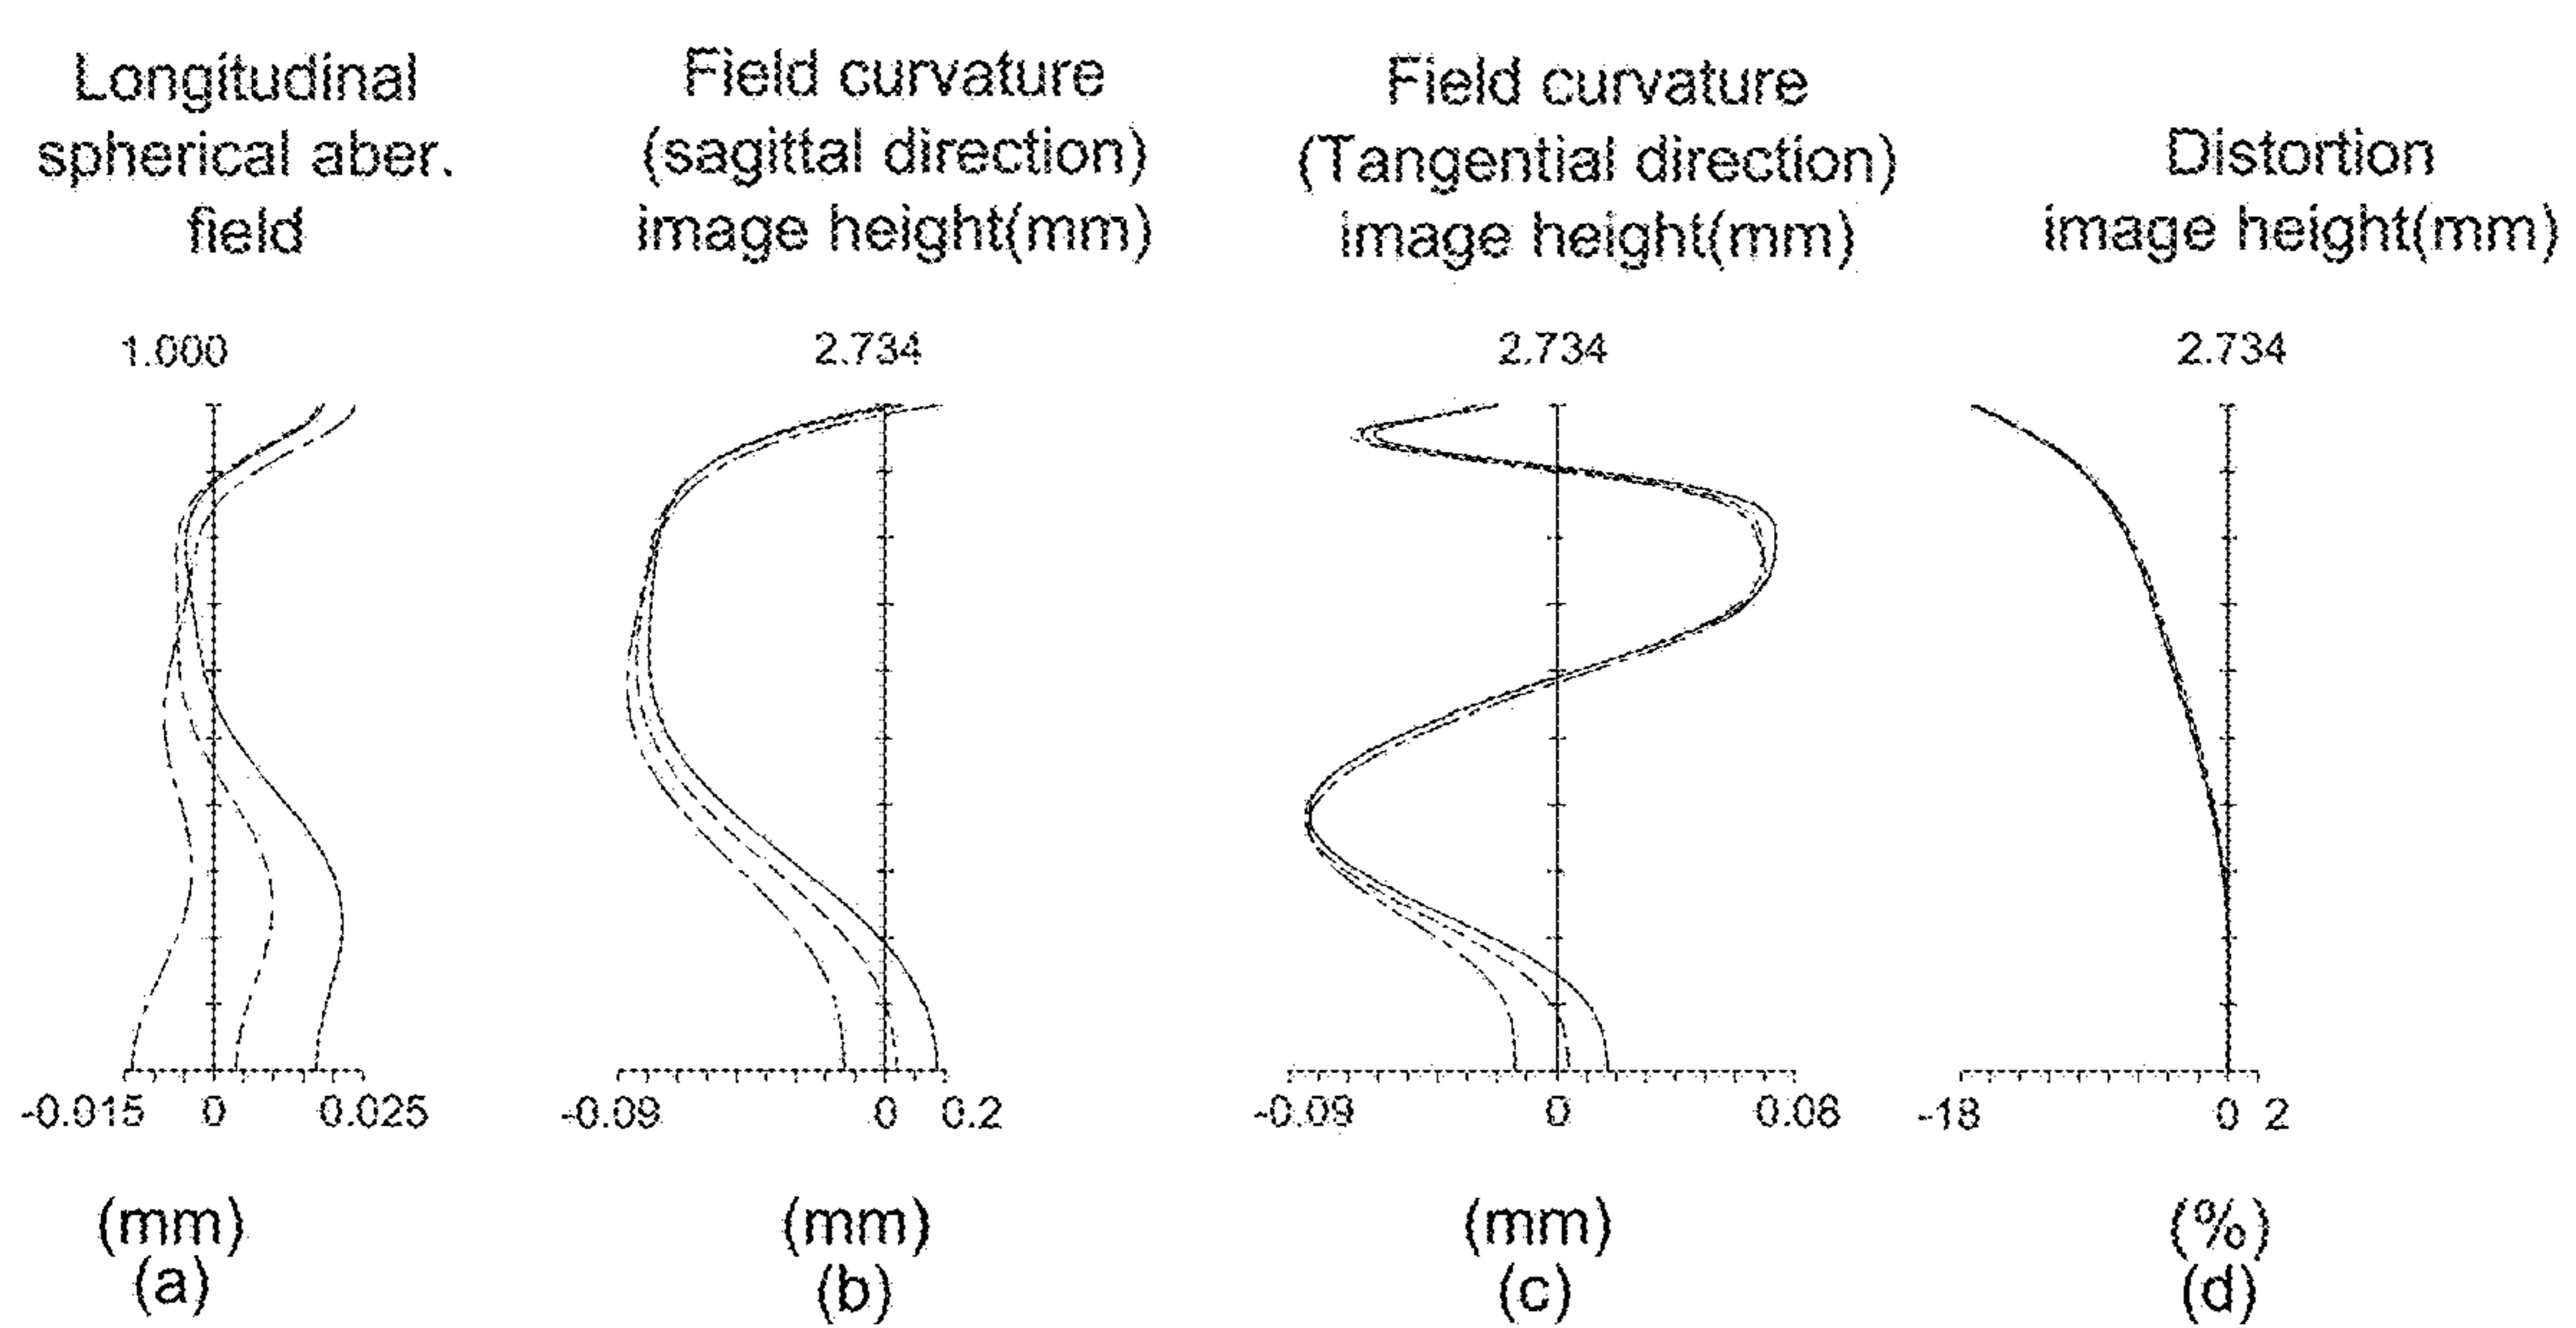 Longitudinal
spherical aber.
field
Field curvature
(sagittal direction)
image height(mm)
Field curvature
(Tangential direction)
image height(mm)
Distortion
image height(mm)
1.000
2.734
2.734
2.734
-0.015 0 0.025
-0.09 0 0.2
-0.09 0 0.08
-18 0 2
(mm)
(mm)
(mm)
(%)
(a)
(b)
(c)
(d)